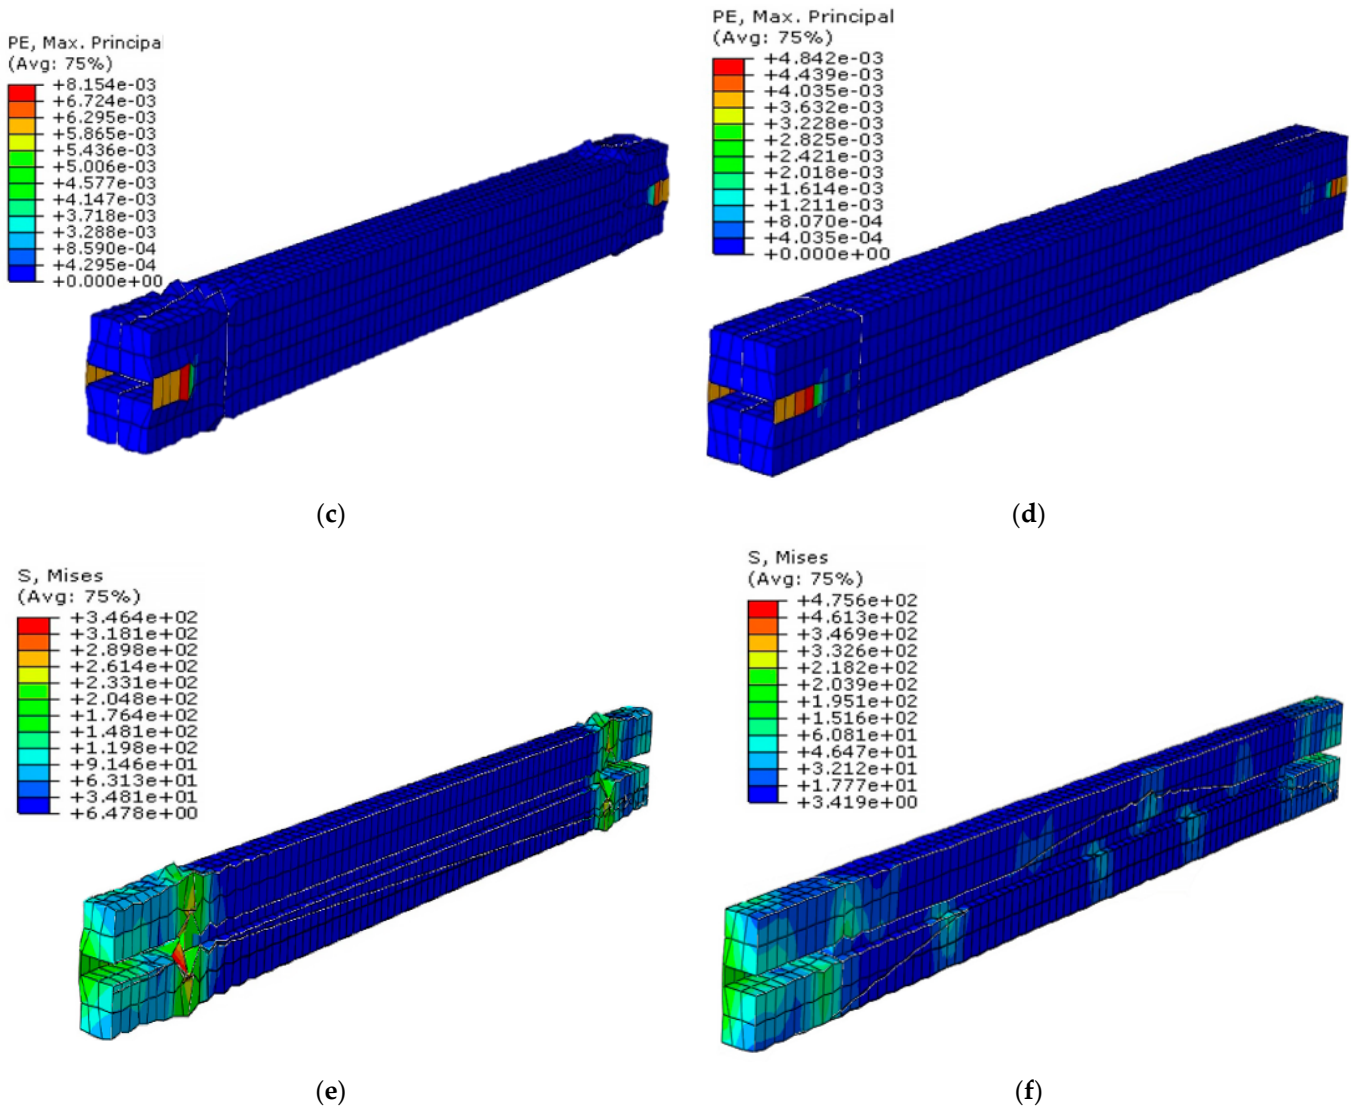 PE, Max. Principal
(Avg: 75%)
+8.154e-03
+6.724e-03
+6.295e-03
+5.865e-03
+5.436e-03
+5.006e-03
+4.577e-03
+4.147e-03
+3.718e-03
+3.288e-03
+8.590e-04
+4.295e-04
+0.000e+00
(c)
PE, Max. Principal
(Avg: 75%)
+4.842e-03
+4.439e-03
+4.035e-03
+3.632e-03
+3.228e-03
+2.825e-03
+2.421e-03
+2.018e-03
+1.614e-03
+1.211e-03
+8.070e-04
+4.035e-04
+0.000e+00
(d)
S, Mises
(Avg: 75%)
+3.464e+02
+3.181e+02
+2.898e+02
+2.614e+02
+2.331e+02
+2.048e+02
+1.764e+02
+1.481e+02
+1.198e+02
+9.146e+01
+6.313e+01
+3.481e+01
+6.478e+00
(e)
S, Mises
(Avg: 75%)
+4.756e+02
+4.613e+02
+3.469e+02
+3.326e+02
+2.182e+02
+2.039e+02
+1.951e+02
+1.516e+02
+6.081e+01
+4.647e+01
+3.212e+01
+1.777e+01
+3.419e+00
(f)